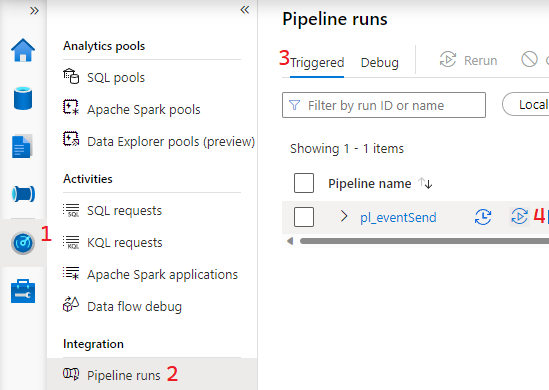 »
«
1
Analytics pools
SQL pools
Apache Spark pools
Data Explorer pools (preview)
Activities
SQL requests
KQL requests
Apache Spark applications
Data flow debug
Integration
Pipeline runs 2
Pipeline runs
3 Triggered Debug Rerun
Filter by run ID or name Local
Showing 1 - 1 items
Pipeline name ↑↓
> pl_eventSend 4